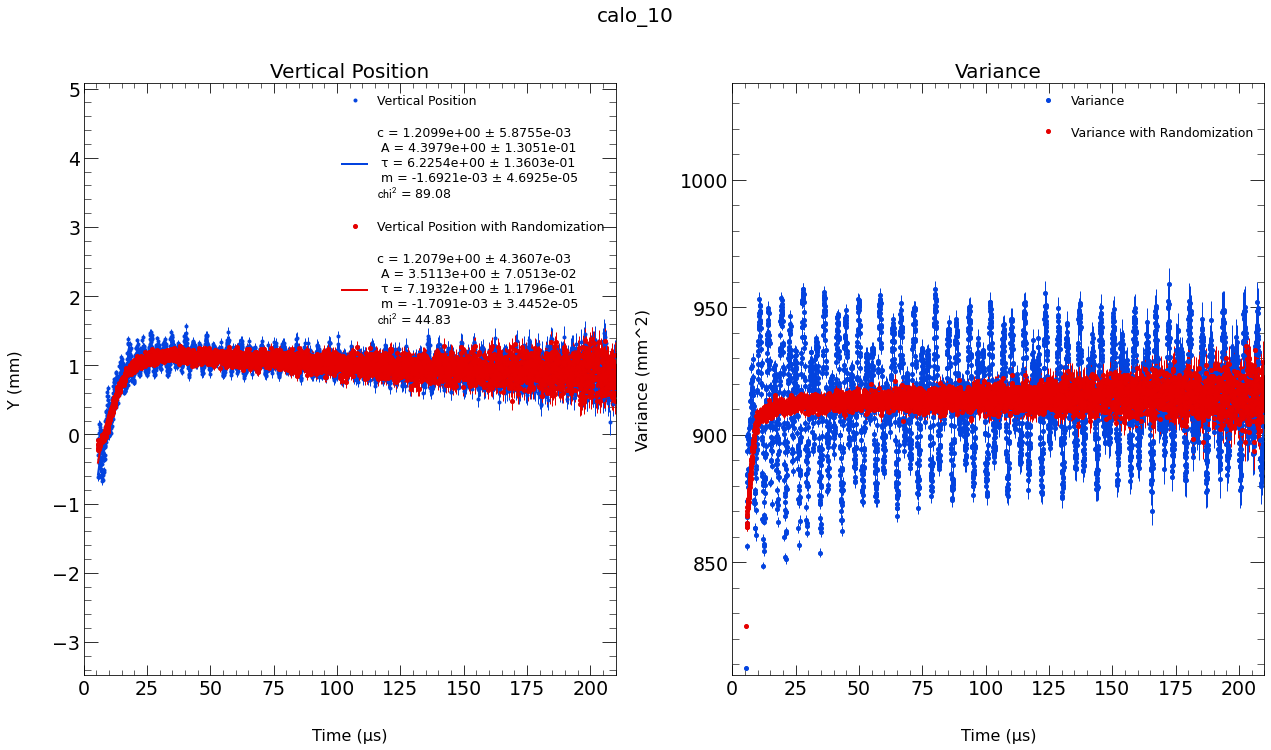 calo_10
Vertical Position
5
4
3
2
1
0
−1
−2
−3
Y (mm)
0
25
50
75
100
125
150
175
200
Time (μs)
Vertical Position
c = 1.2099e+00 ± 5.8755e-03
A = 4.3979e+00 ± 1.3051e-01
τ = 6.2254e+00 ± 1.3603e-01
m = -1.6921e-03 ± 4.6925e-05
chi² = 89.08
Vertical Position with Randomization
c = 1.2079e+00 ± 4.3607e-03
A = 3.5113e+00 ± 7.0513e-02
τ = 7.1932e+00 ± 1.1796e-01
m = -1.7091e-03 ± 3.4452e-05
chi² = 44.83
Variance
1000
950
900
850
Variance (mm^2)
0
25
50
75
100
125
150
175
200
Time (μs)
Variance
Variance with Randomization